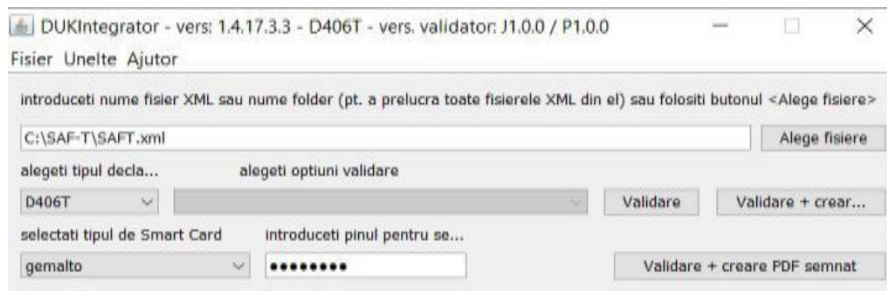 DUKIntegrator - vers: 1.4.17.3.3 - D406T - vers. validator: J1.0.0 / P1.0.0
Fisier Unelte Ajutor
introduceti nume fisier XML sau nume folder (pt. a prelucra toate fisierele XML din el) sau folositi butonul <Alege fisiere>
C:\SAF-T\SAFT.xml Alege fisiere
alegeti tipul decla... alegeti optiuni validare
D406T Validare Validare + crear...
selectati tipul de Smart Card introduceti pinul pentru se...
gemalto ●●●●●●●● Validare + creare PDF semnat